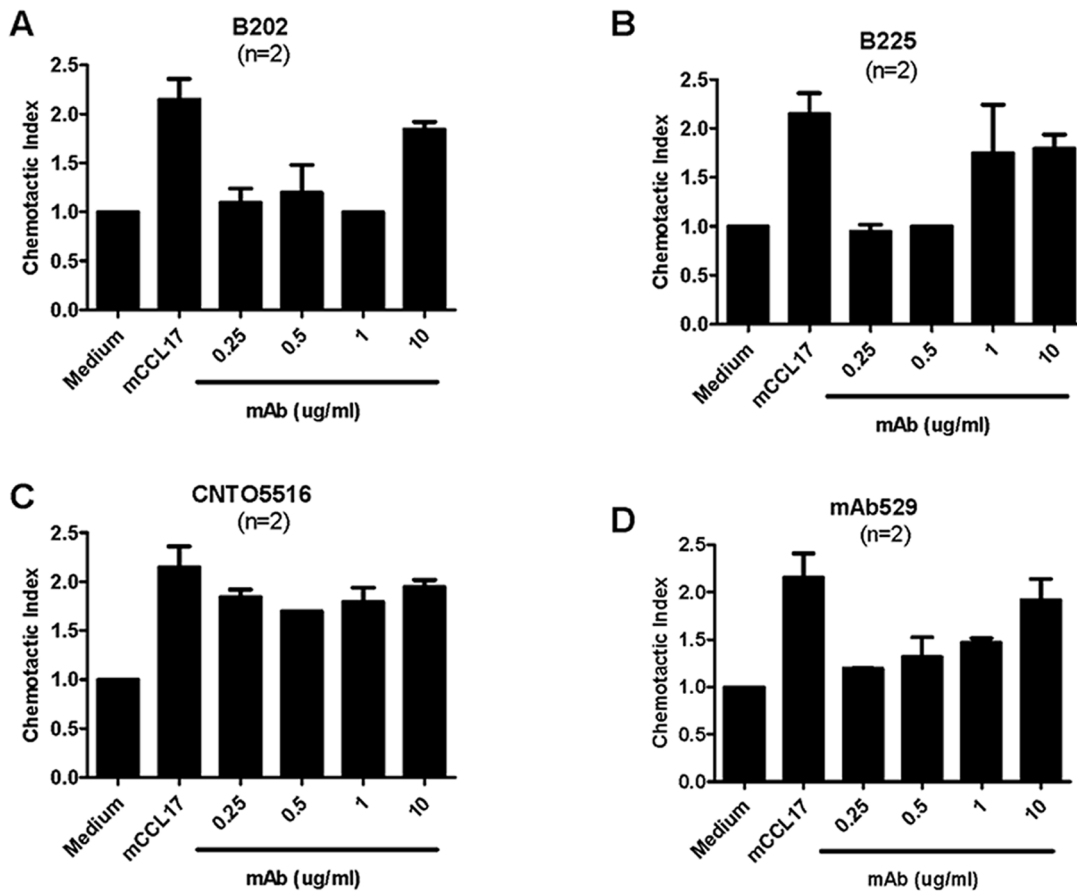 A
B202
(n=2)
Chemotactic Index
2.5
2.0
1.5
1.0
0.5
0.0
Medium
mCCL17
0.25
0.5
1
10
mAb (ug/ml)
B
B225
(n=2)
Chemotactic Index
2.5
2.0
1.5
1.0
0.5
0.0
Medium
mCCL17
0.25
0.5
1
10
mAb (ug/ml)
C
CNTO5516
(n=2)
Chemotactic Index
2.5
2.0
1.5
1.0
0.5
0.0
Medium
mCCL17
0.25
0.5
1
10
mAb (ug/ml)
D
mAb529
(n=2)
Chemotactic Index
2.5
2.0
1.5
1.0
0.5
0.0
Medium
mCCL17
0.25
0.5
1
10
mAb (ug/ml)